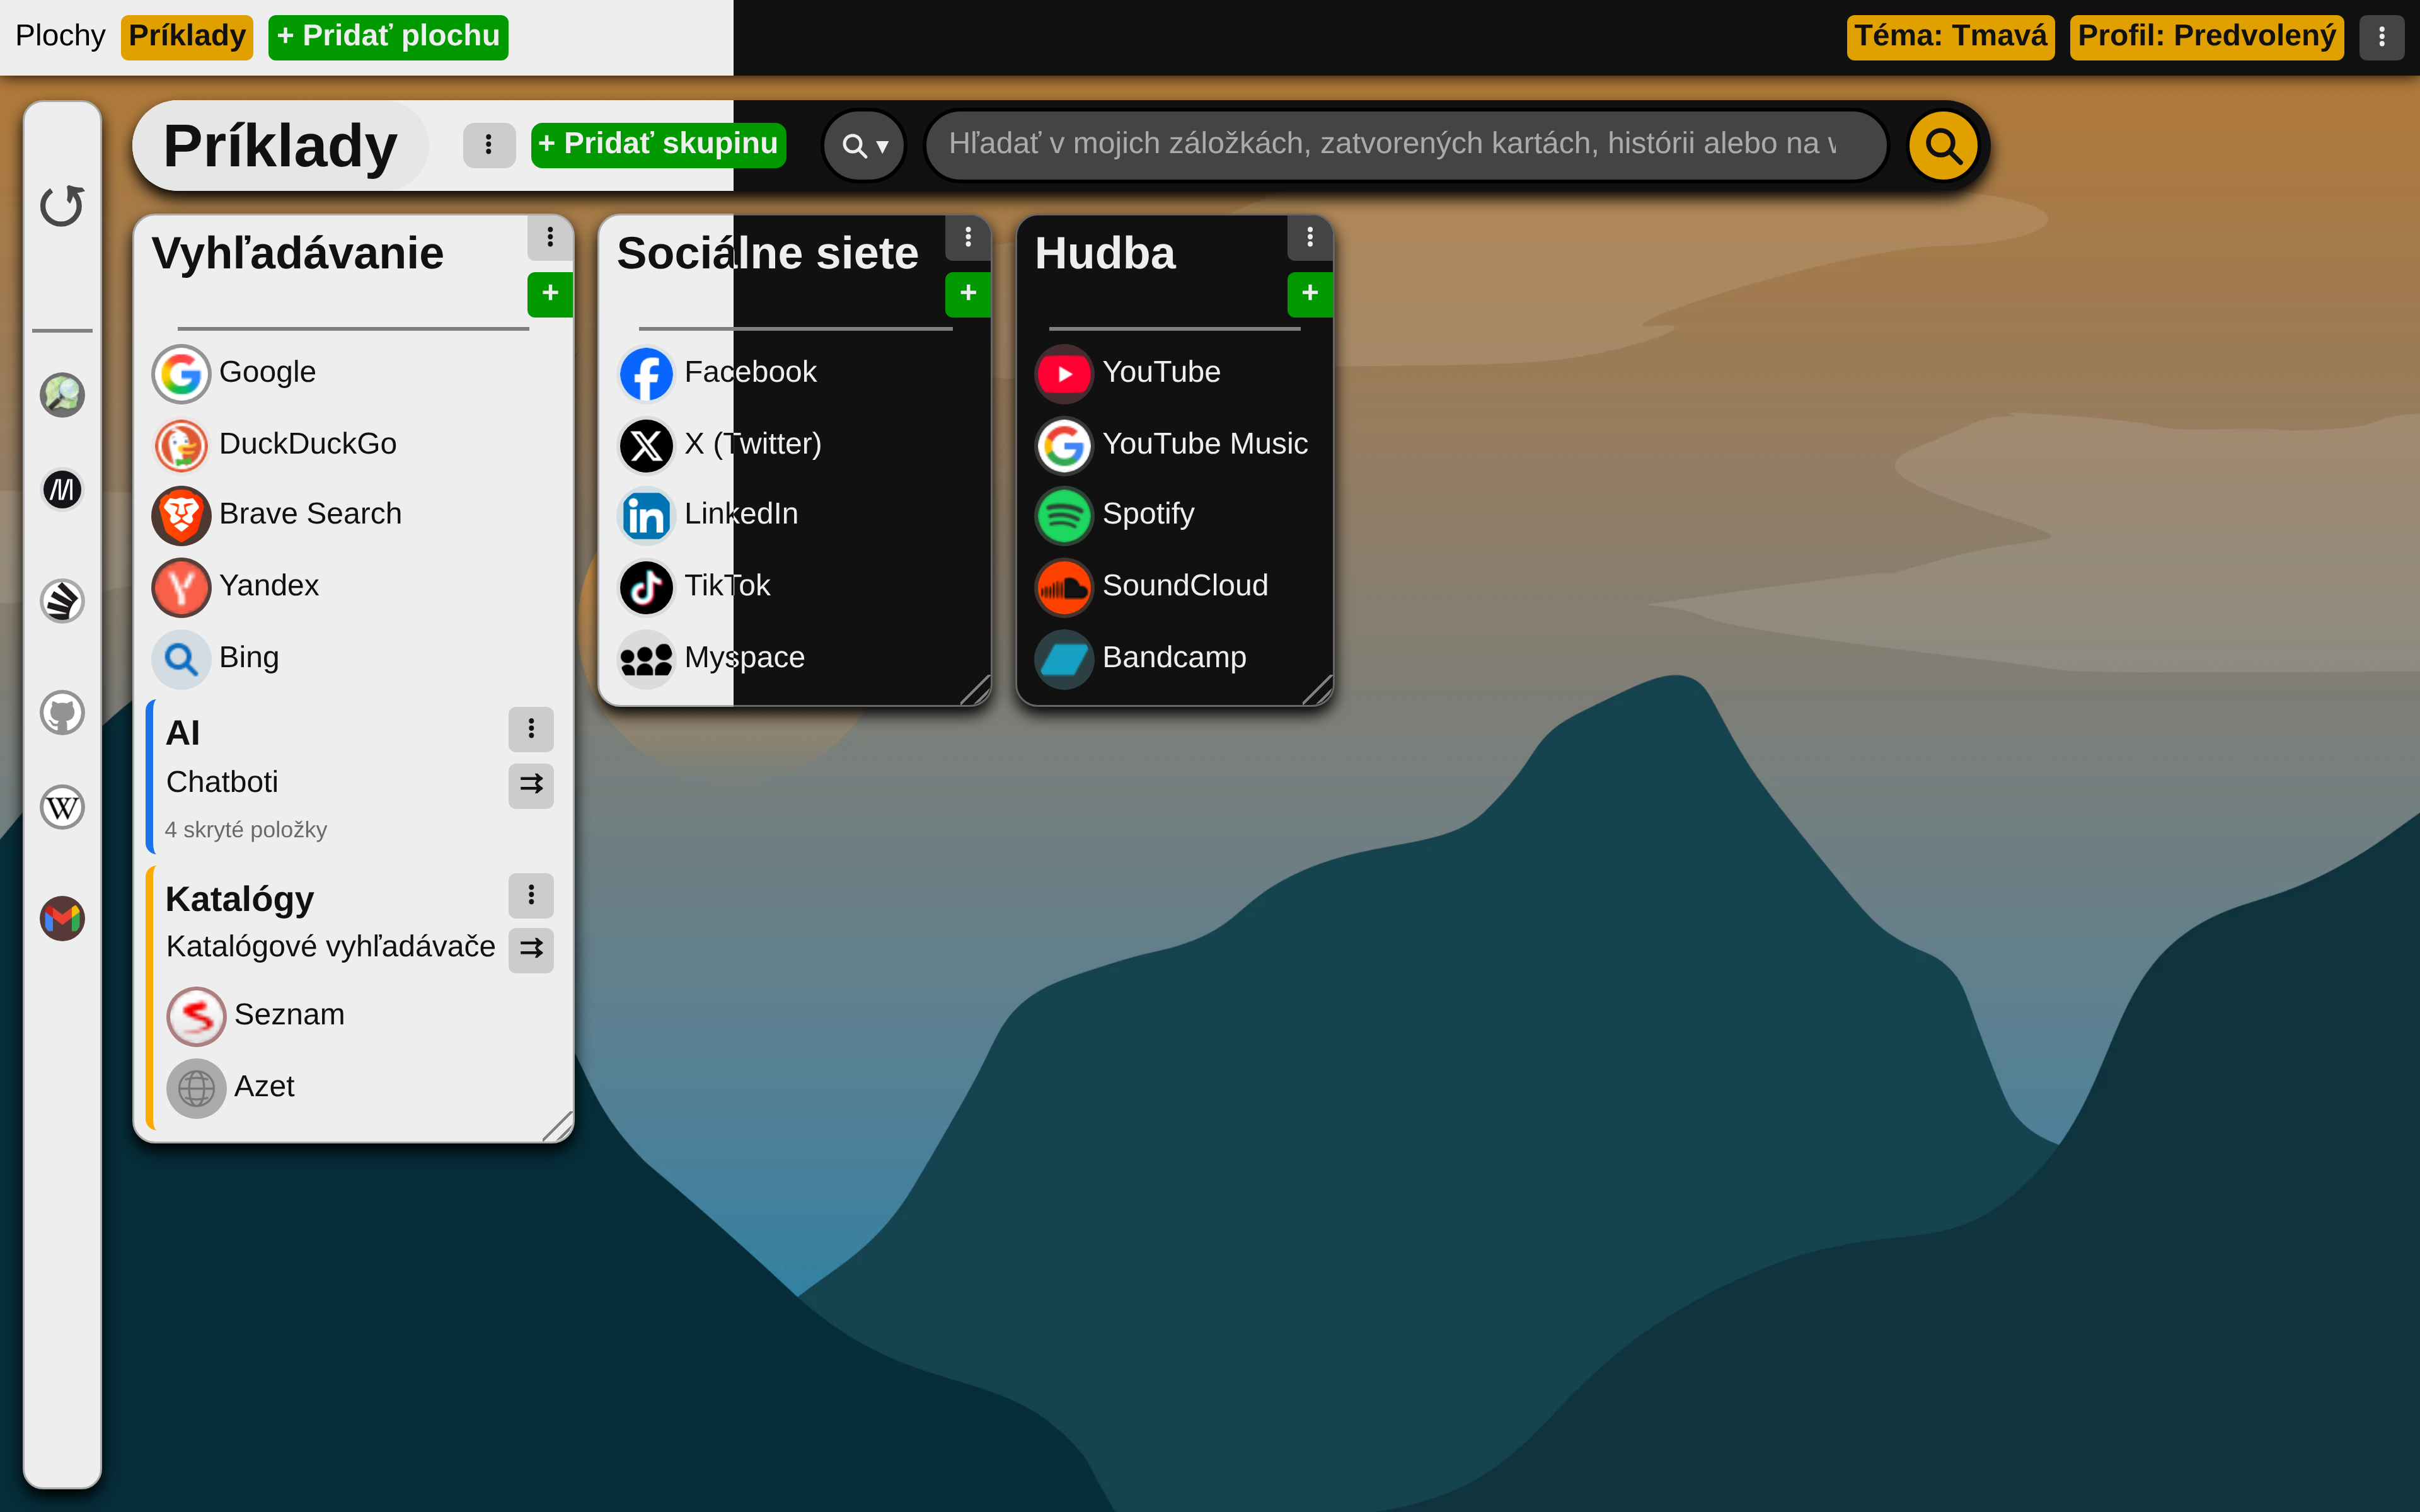 Plochy Príklady + Pridať plochu Téma: Tmavá Profil: Predvolený
Príklady + Pridať skupinu Hľadať v mojich záložkách, zatvorených kartách, histórii alebo na
Vyhľadávanie
+
Google
DuckDuckGo
Brave Search
Yandex
Bing
AI
Chatboti
4 skryté položky
Katalógy
Katalógové vyhľadávače
Seznam
Azet
Sociálne siete
+
Facebook
X (Twitter)
LinkedIn
TikTok
Myspace
Hudba
+
YouTube
YouTube Music
Spotify
SoundCloud
Bandcamp